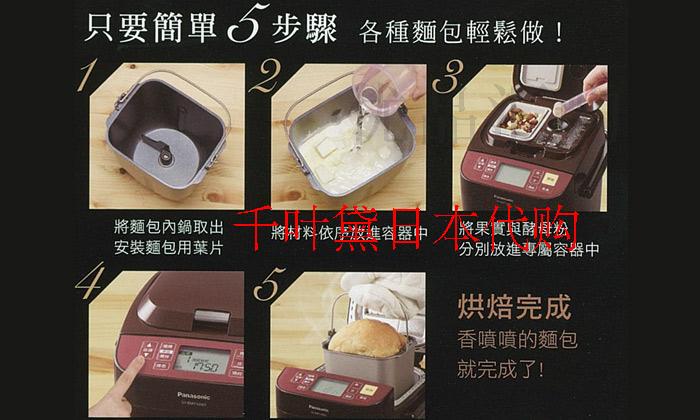 只要簡單5步驟 各種麵包輕鬆做！
1
2
3
將麵包內鍋取出
安裝麵包用葉片
將材料依序放進容器中
將果實與酵母粉
分別放進專屬容器中
千叶黛日本代购
4
5
1750
Panasonic
Panasonic
Panasonic
烘焙完成
香噴噴的麵包
就完成了！